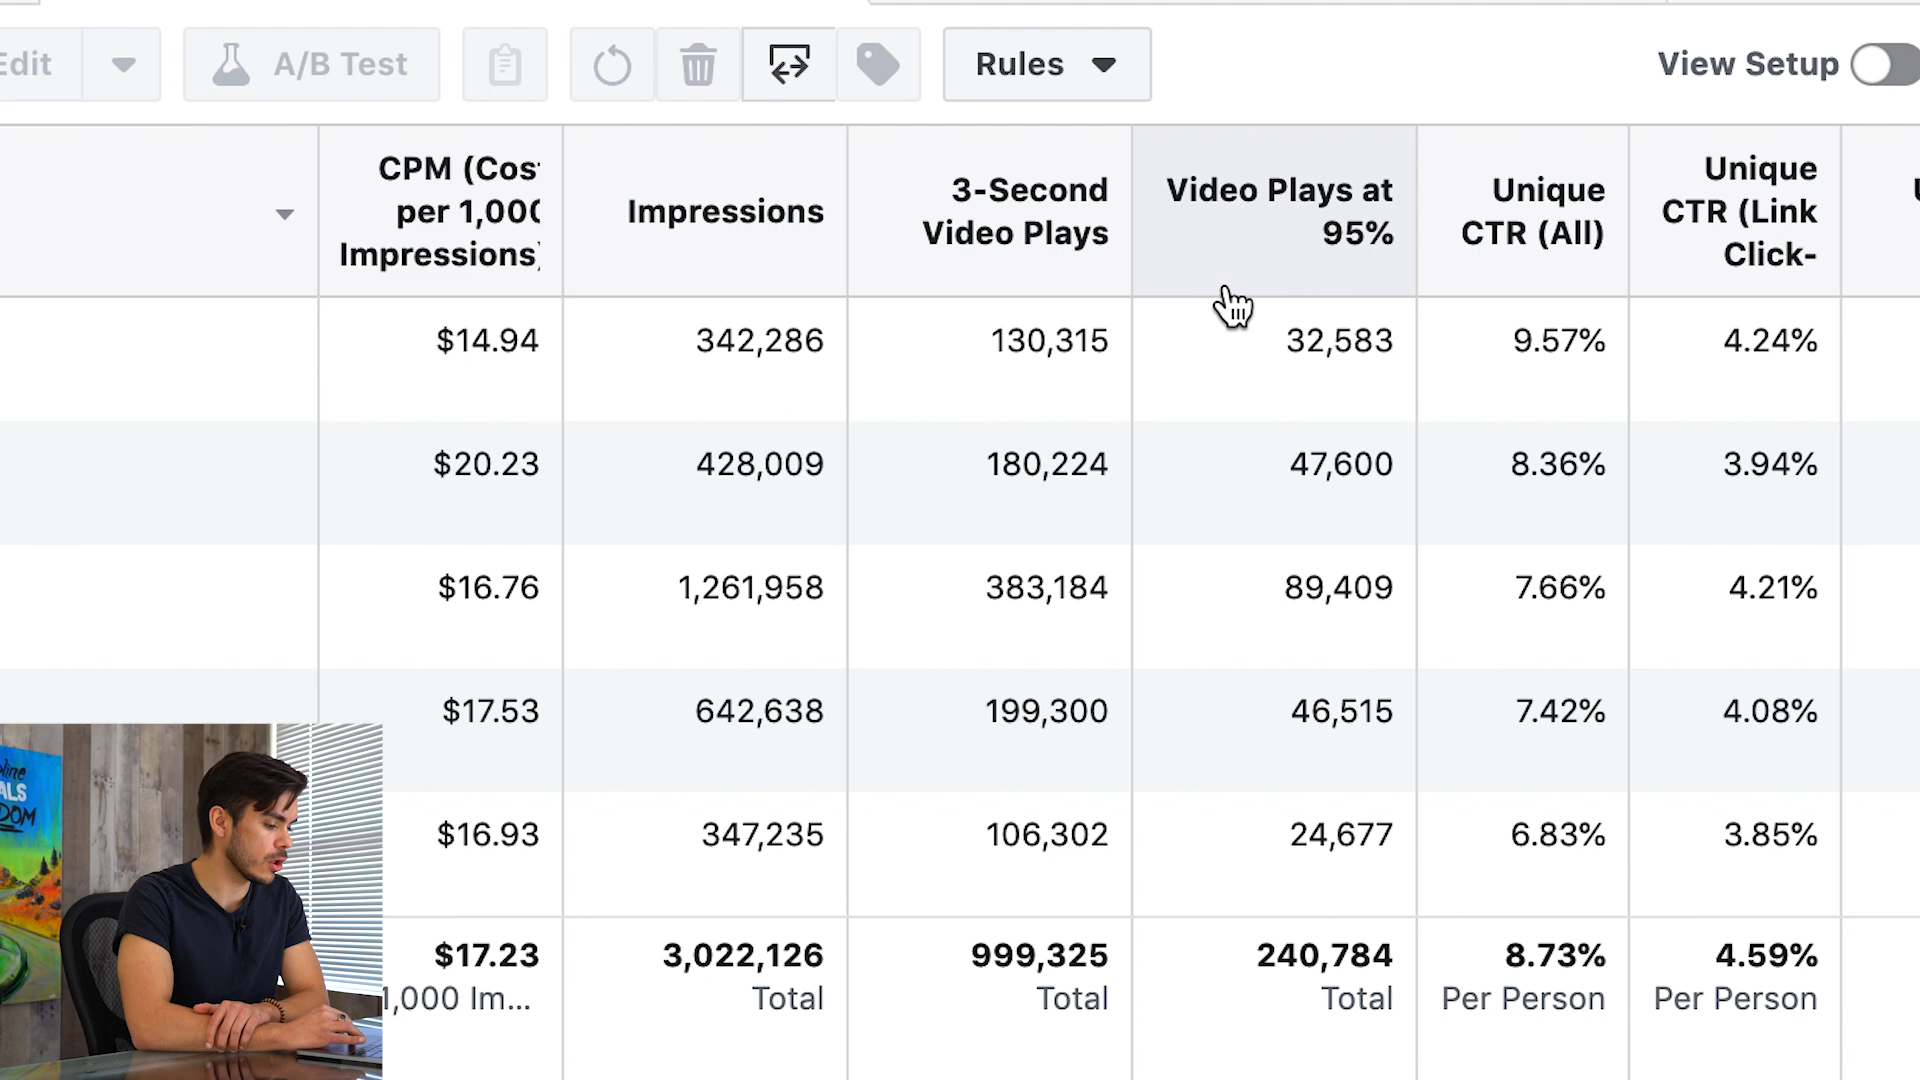 Edit
A/B Test
Rules
View Setup
CPM (Cost
per 1,000
Impressions)
Impressions
3-Second
Video Plays
Video Plays at
95%
Unique
CTR (All)
Unique
CTR (Link
Click-
$14.94 342,286 130,315 32,583 9.57% 4.24%
$20.23 428,009 180,224 47,600 8.36% 3.94%
$16.76 1,261,958 383,184 89,409 7.66% 4.21%
$17.53 642,638 199,300 46,515 7.42% 4.08%
$16.93 347,235 106,302 24,677 6.83% 3.85%
$17.23 3,022,126 999,325 240,784 8.73% 4.59%
1,000 Im... Total Total Total Per Person Per Person